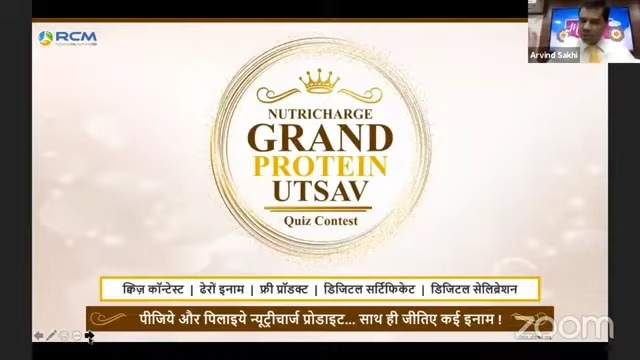 RCM
Arvind Sakhi
NUTRICHARGE
GRAND
PROTEIN
UTSAV
Quiz Contest
क्विज़ कॉन्टेस्ट | ढेरों इनाम | फ्री प्रॉडक्ट | डिजिटल सर्टिफिकेट | डिजिटल सेलिब्रेशन
पीजिये और पिलाइये न्यूट्रीचार्ज प्रोडाइट... साथ ही जीतिए कई इनाम !
zoom